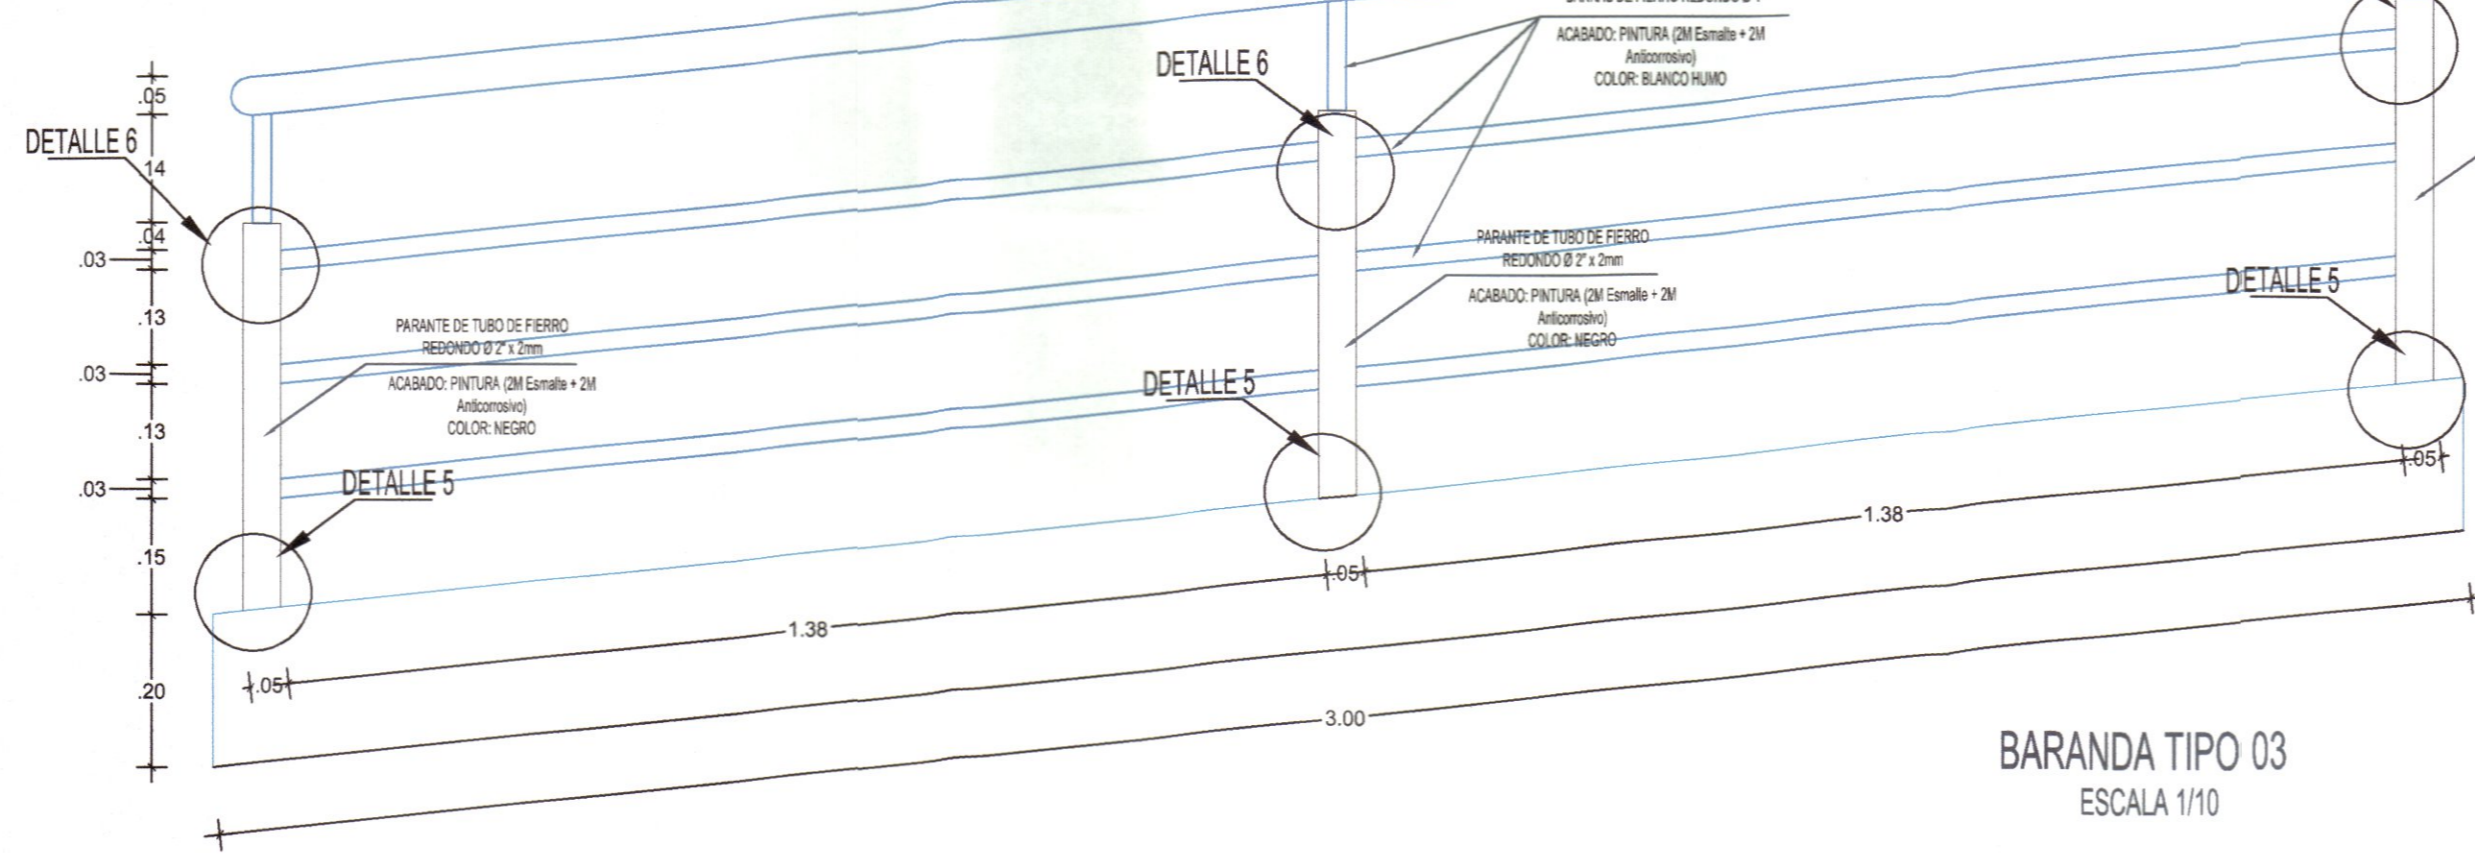 ACABADO: PINTURA (2M Esmalte + 2M
Anticorrosivo)
COLOR: BLANCO HUMO
DETALLE 6
.05
DETALLE 6
.14
.04
.03
.13
.03
.13
.03
.15
.20
PARANTE DE TUBO DE FIERRO
REDONDO Ø 2" x 2mm
ACABADO: PINTURA (2M Esmalte + 2M
Anticorrosivo)
COLOR: NEGRO
PARANTE DE TUBO DE FIERRO
REDONDO Ø 2" x 2mm
ACABADO: PINTURA (2M Esmalte + 2M
Anticorrosivo)
COLOR: NEGRO
DETALLE 5
DETALLE 5
DETALLE 5
.05
1.38
.05
1.38
.05
3.00
BARANDA TIPO 03
ESCALA 1/10